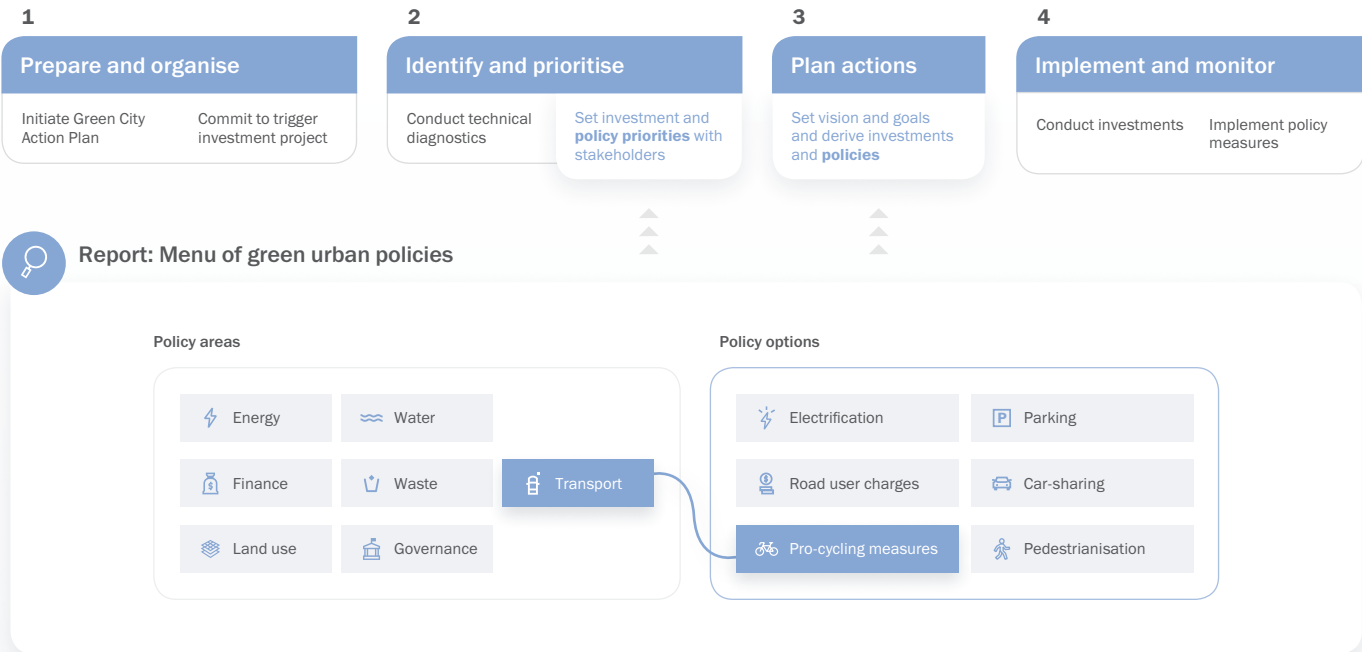 1
Prepare and organise
Initiate Green City
Action Plan
Commit to trigger
investment project
2
Identify and prioritise
Conduct technical
diagnostics
Set investment and
policy priorities with
stakeholders
3
Plan actions
Set vision and goals
and derive investments
and policies
4
Implement and monitor
Conduct investments
Implement policy
measures
Report: Menu of green urban policies
Policy areas
Energy
Water
Finance
Waste
Transport
Land use
Governance
Policy options
Electrification
P
Parking
Road user charges
Car-sharing
Pro-cycling measures
Pedestrianisation